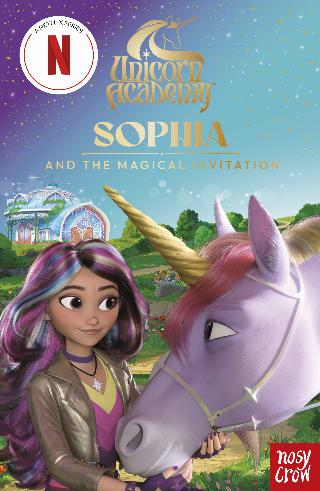 A NETFLIX SERIES
N
Unicorn
Academy
SOPHIA
AND THE MAGICAL INVITATION
nosy
crow